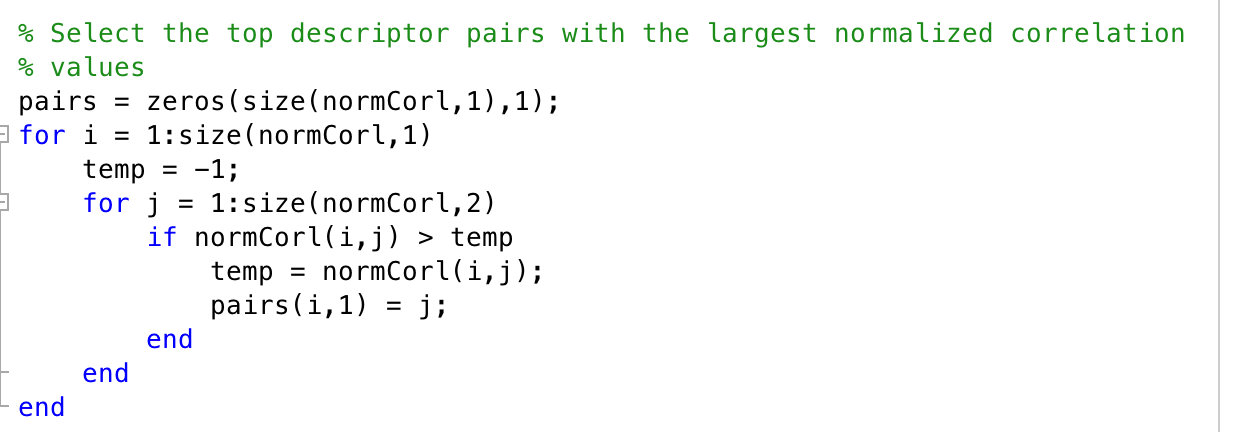 % Select the top descriptor pairs with the largest normalized correlation
% values
pairs = zeros(size(normCorl,1),1);
for i = 1:size(normCorl,1)
    temp = -1;
    for j = 1:size(normCorl,2)
        if normCorl(i,j) > temp
            temp = normCorl(i,j);
            pairs(i,1) = j;
        end
    end
end